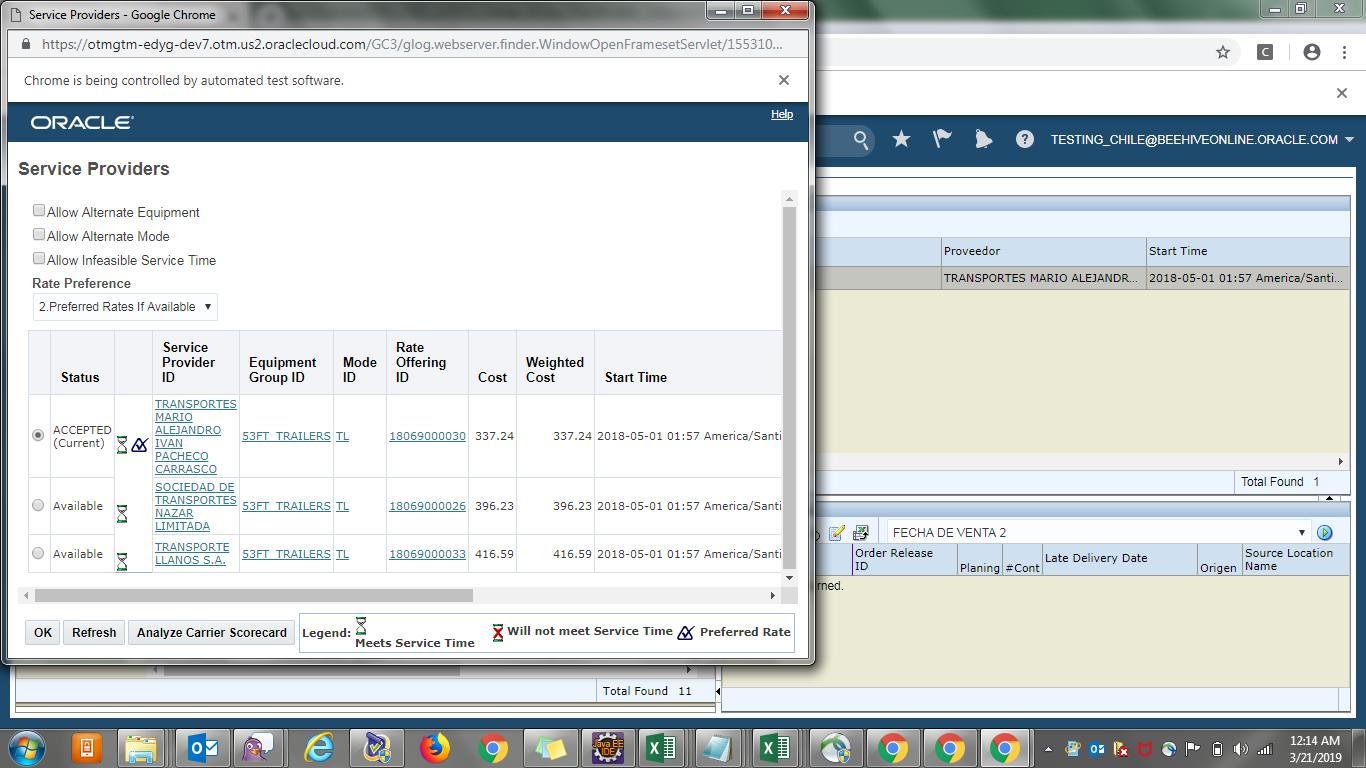 Service Providers - Google Chrome
https://otmgtm-edyg-dev7.otm.us2.oraclecloud.com/GC3/glog.webserver.finder.WindowOpenFramesetServlet/155310...
Chrome is being controlled by automated test software.
ORACLE
Help
Service Providers
Allow Alternate Equipment
Allow Alternate Mode
Allow Infeasible Service Time
Rate Preference
2.Preferred Rates If Available
Status
Service
Provider
ID
Equipment
Group ID
Mode
ID
Rate
Offering
ID
Cost
Weighted
Cost
Start Time
ACCEPTED
(Current)
TRANSPORTES
MARIO
ALEJANDRO
IVAN
PACHECO
CARRASCO
53FT_TRAILERS
TL
18069000030
337.24
337.24
2018-05-01 01:57 America/Santi
Available
SOCIEDAD DE
TRANSPORTES
NAZAR
LIMITADA
53FT_TRAILERS
TL
18069000026
396.23
396.23
2018-05-01 01:57 America/Santi
Available
TRANSPORTE
LLANOS S.A.
53FT_TRAILERS
TL
18069000033
416.59
416.59
2018-05-01 01:57 America/Santi
OK
Refresh
Analyze Carrier Scorecard
Legend:
Meets Service Time
Will not meet Service Time
Preferred Rate
C
TESTING_CHILE@BEEHIVEONLINE.ORACLE.COM
Proveedor
Start Time
TRANSPORTES MARIO ALEJANDR...
2018-05-01 01:57 America/Santi...
Total Found 1
FECHA DE VENTA 2
Order Release
ID
Planing
#Cont
Late Delivery Date
Origen
Source Location
Name
rned.
Total Found 11
Java EE
IDE
12:14 AM
3/21/2019